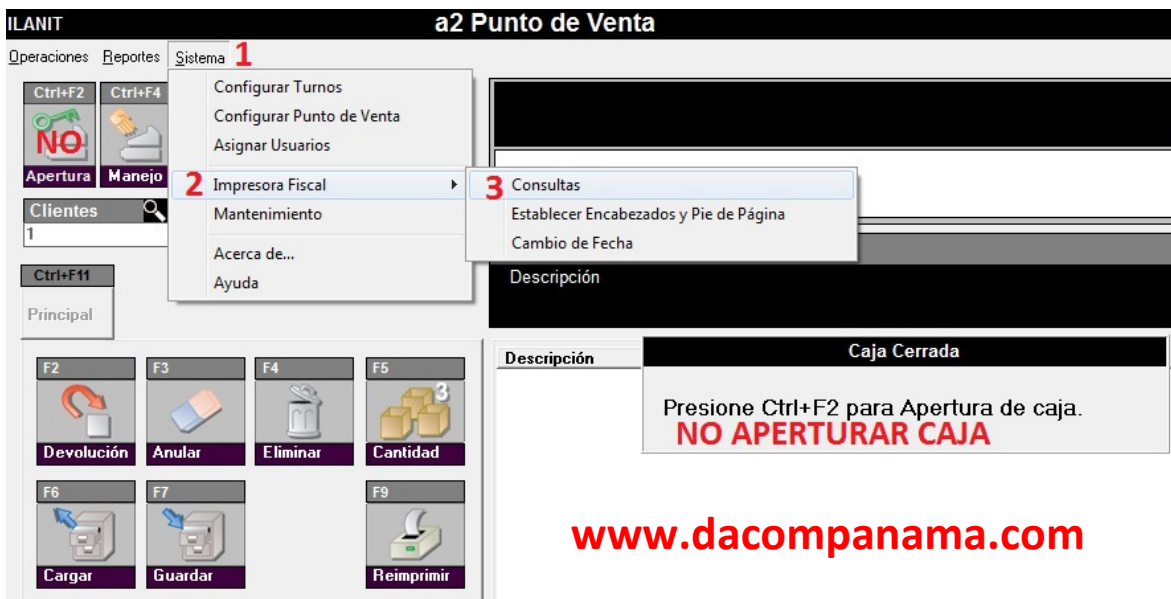 ILANIT
a2 Punto de Venta
Operaciones Reportes Sistema 1
Ctrl+F2 Ctrl+F4
NO
Apertura Manejo
Configurar Turnos
Configurar Punto de Venta
Asignar Usuarios
2 Impresora Fiscal
Mantenimiento
Acerca de...
Ayuda
3 Consultas
Establecer Encabezados y Pie de Página
Cambio de Fecha
Clientes
1
Ctrl+F11
Principal
Descripción
Descripción
Caja Cerrada
Presione Ctrl+F2 para Apertura de caja.
NO APERTURAR CAJA
F2 F3 F4 F5
3
Devolución Anular Eliminar Cantidad
F6 F7 F9
Cargar Guardar Reimprimir
www.dacompanama.com